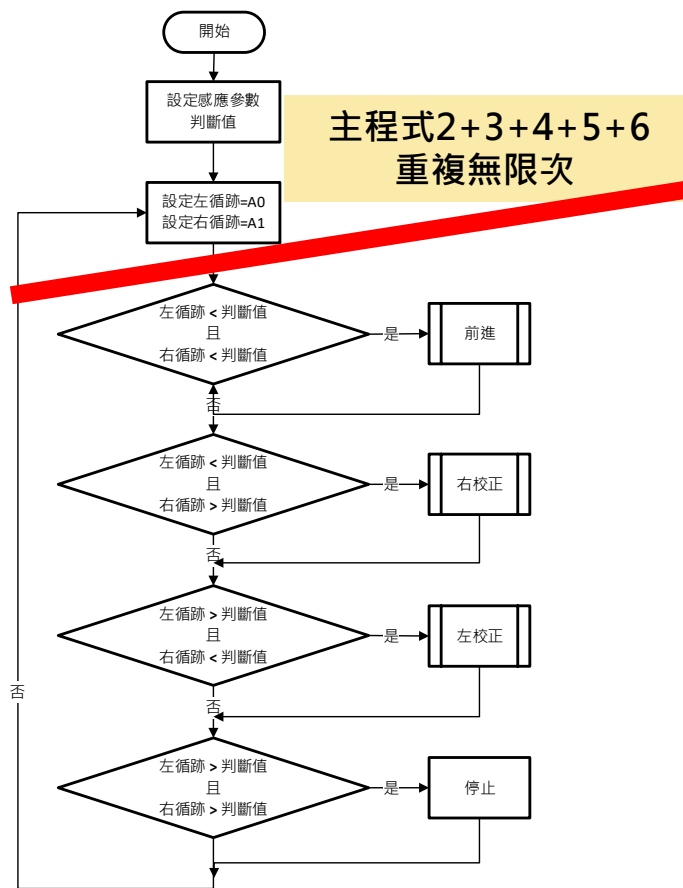 開始
設定感應參數
判斷值
主程式2+3+4+5+6
重複無限次
設定左循跡=A0
設定右循跡=A1
左循跡 < 判斷值
且
右循跡 < 判斷值
是
前進
否
左循跡 < 判斷值
且
右循跡 > 判斷值
是
右校正
否
左循跡 > 判斷值
且
右循跡 < 判斷值
是
左校正
否
否
左循跡 > 判斷值
且
右循跡 > 判斷值
是
停止